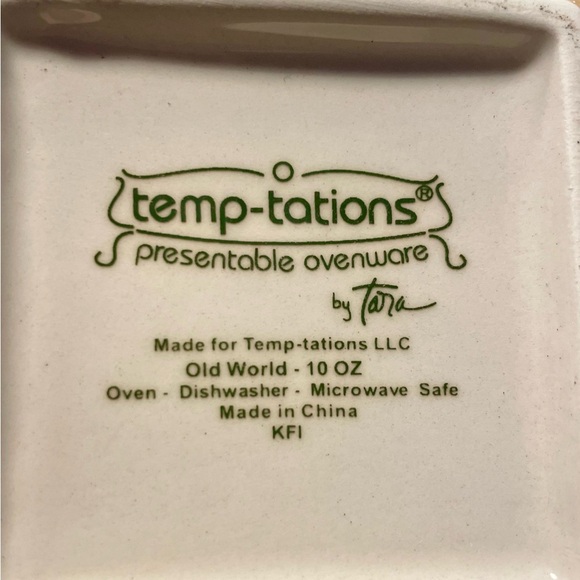 temp-tations®
presentable ovenware
by Tara
Made for Temp-tations LLC
Old World - 10 OZ
Oven - Dishwasher - Microwave Safe
Made in China
KFI